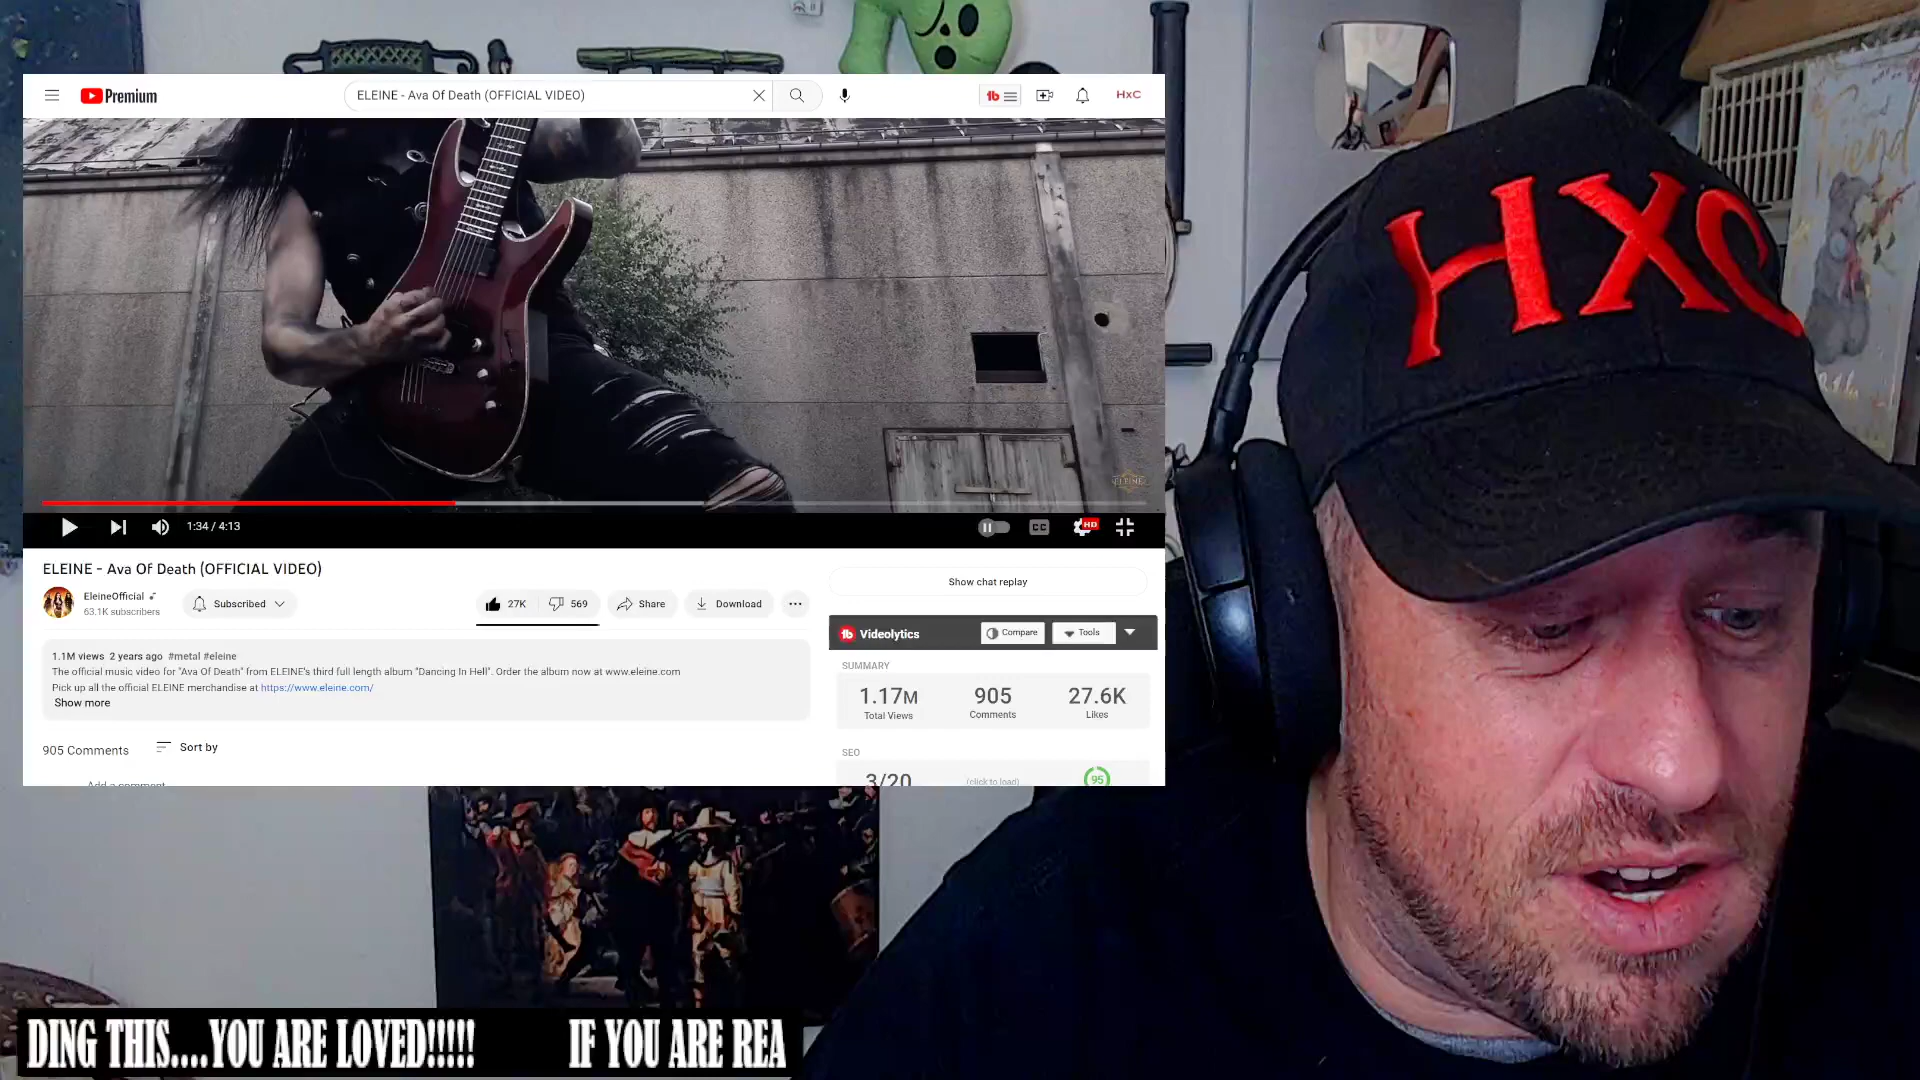 Premium
ELEINE - Ava Of Death (OFFICIAL VIDEO)
HxC
HXC
ELEINE
1:34 / 4:13
CC
HD
ELEINE - Ava Of Death (OFFICIAL VIDEO)
EleineOfficial
63.1K subscribers
Subscribed
27K
569
Share
Download
Show chat replay
Videolytics
Compare
Tools
1.1M views 2 years ago #metal #eleine
The official music video for "Ava Of Death" from ELEINE's third full length album "Dancing In Hell". Order the album now at www.eleine.com
Pick up all the official ELEINE merchandise at https://www.eleine.com/
Show more
SUMMARY
1.17M
905
27.6K
Total Views
Comments
Likes
905 Comments
Sort by
SEO
3/20
(click to load)
95
Add a comment
DING THIS....YOU ARE LOVED!!!!! IF YOU ARE REA